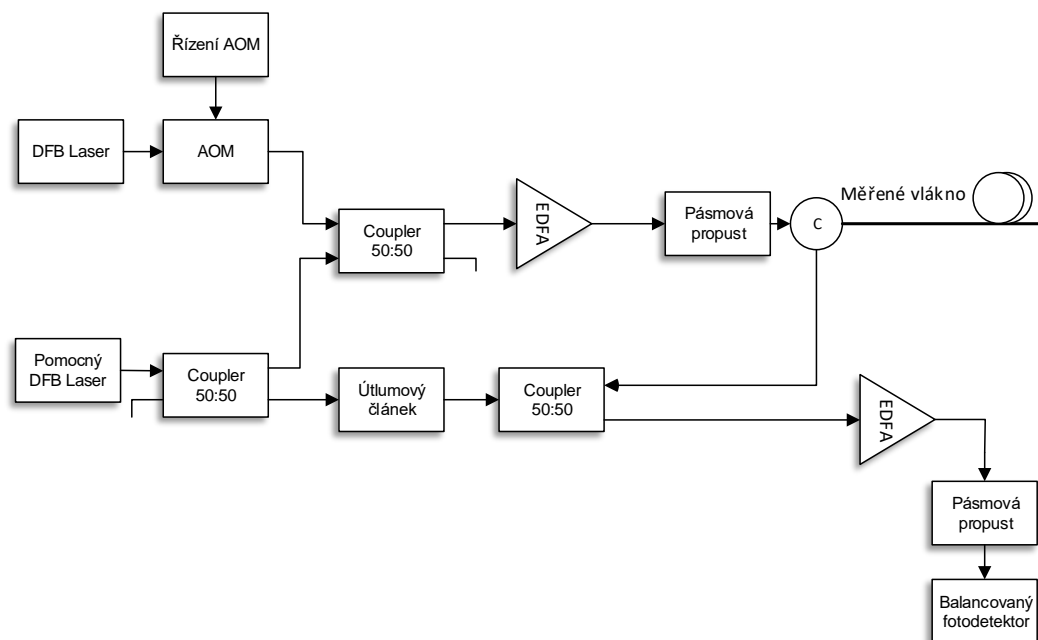 Řízení AOM
DFB Laser
AOM
Coupler
50:50
EDFA
Pásmová
propust
C
Měřené vlákno
Pomocný
DFB Laser
Coupler
50:50
Útlumový
článek
Coupler
50:50
EDFA
Pásmová
propust
Balancovaný
fotodetektor